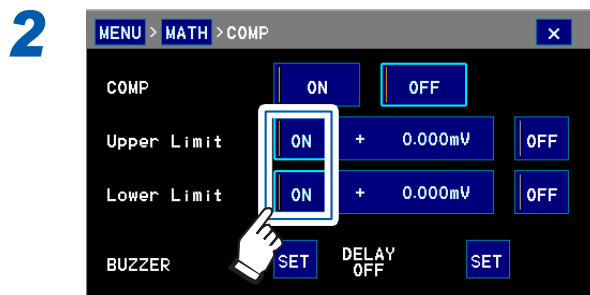 2
MENU > MATH >COMP ×
COMP ON OFF
Upper Limit ON + 0.000mV OFF
Lower Limit ON + 0.000mV OFF
BUZZER SET DELAY OFF SET